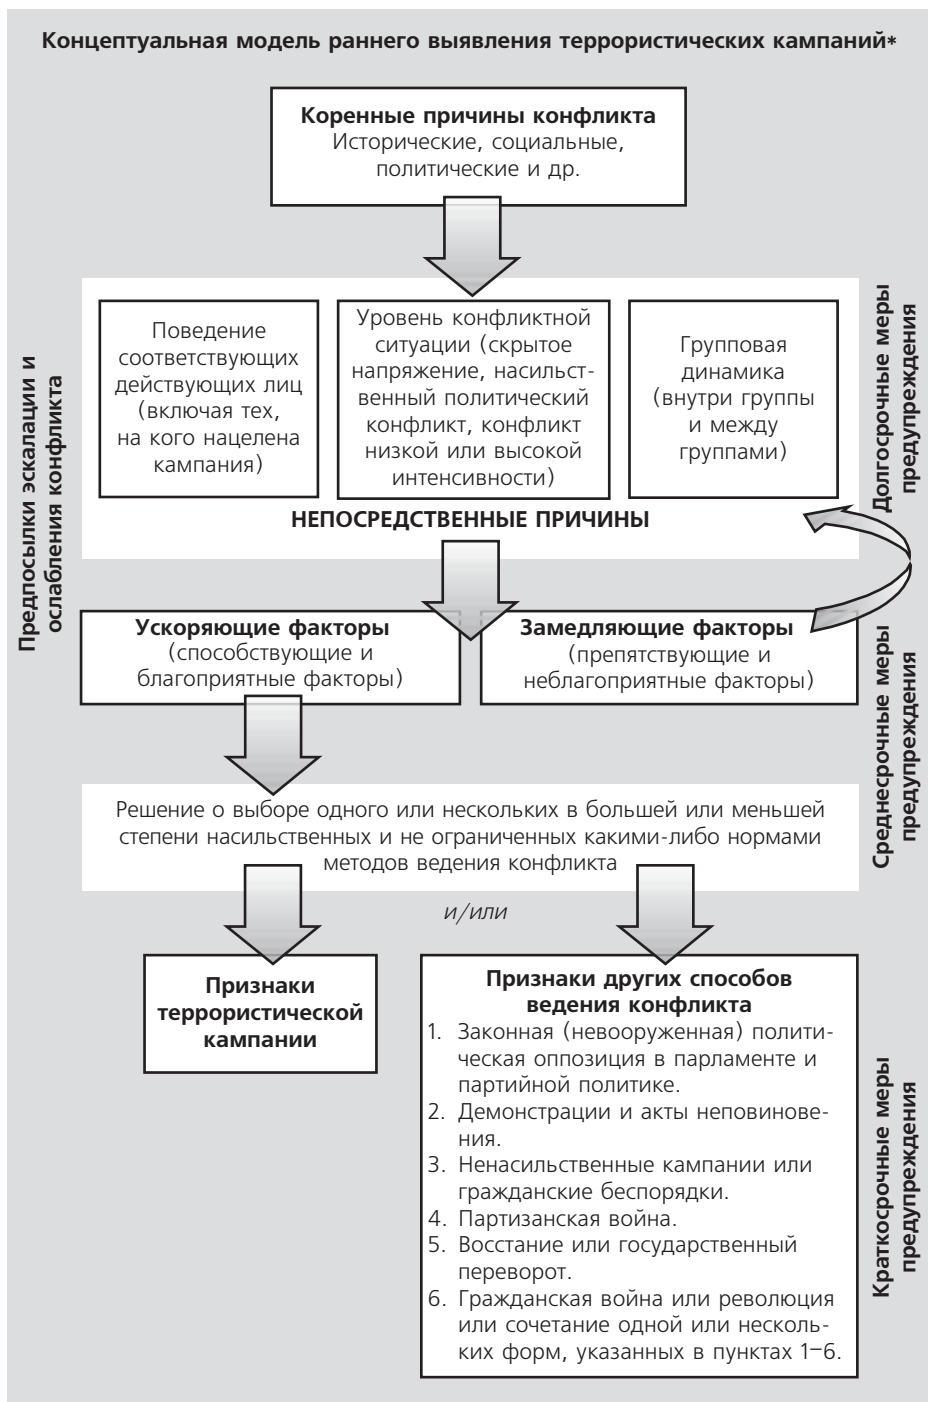 Концептуальная модель раннего выявления террористических кампаний*
Коренные причины конфликта
Исторические, социальные,
политические и др.
Предпосылки эскалации и
ослабления конфликта
Поведение
соответствующих
действующих лиц
(включая тех,
на кого нацелена
кампания)
Уровень конфликтной
ситуации (скрытое
напряжение, насильст-
венный политический
конфликт, конфликт
низкой или высокой
интенсивности)
Групповая
динамика
(внутри группы
и между
группами)
НЕПОСРЕДСТВЕННЫЕ ПРИЧИНЫ
Долгосрочные меры
предупреждения
Ускоряющие факторы
(способствующие и
благоприятные факторы)
Замедляющие факторы
(препятствующие и
неблагоприятные факторы)
Среднесрочные меры
предупреждения
Решение о выборе одного или нескольких в большей или меньшей
степени насильственных и не ограниченных какими-либо нормами
методов ведения конфликта
и/или
Признаки
террористической
кампании
Признаки других способов
ведения конфликта
1. Законная (невооруженная) полити-
ческая оппозиция в парламенте и
партийной политике.
2. Демонстрации и акты неповинове-
ния.
3. Ненасильственные кампании или
гражданские беспорядки.
4. Партизанская война.
5. Восстание или государственный
переворот.
6. Гражданская война или революция
или сочетание одной или несколь-
ких форм, указанных в пунктах 1–6.
Краткосрочные меры
предупреждения